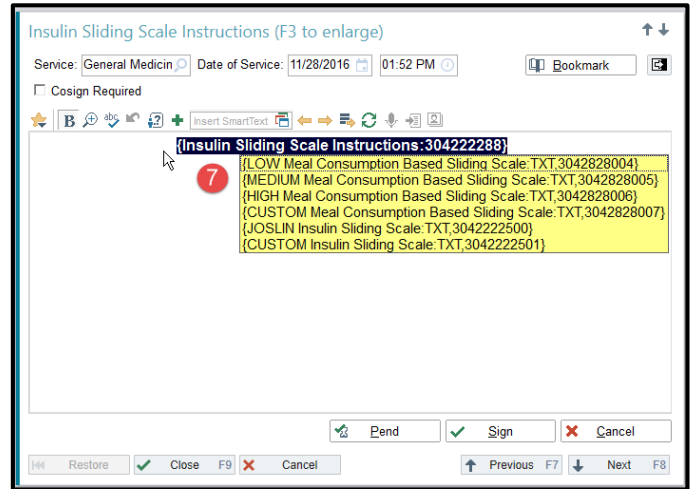 Insulin Sliding Scale Instructions (F3 to enlarge)
Service: General Medicin Date of Service: 11/28/2016 01:52 PM Bookmark
Cosign Required
B abc Insert SmartText
{Insulin Sliding Scale Instructions:304222288}
7
{LOW Meal Consumption Based Sliding Scale:TXT,3042828004}
{MEDIUM Meal Consumption Based Sliding Scale:TXT,3042828005}
{HIGH Meal Consumption Based Sliding Scale:TXT,3042828006}
{CUSTOM Meal Consumption Based Sliding Scale:TXT,3042828007}
{JOSLIN Insulin Sliding Scale:TXT,3042222500}
{CUSTOM Insulin Sliding Scale:TXT,3042222501}
Pend Sign Cancel
Restore Close F9 Cancel Previous F7 Next F8